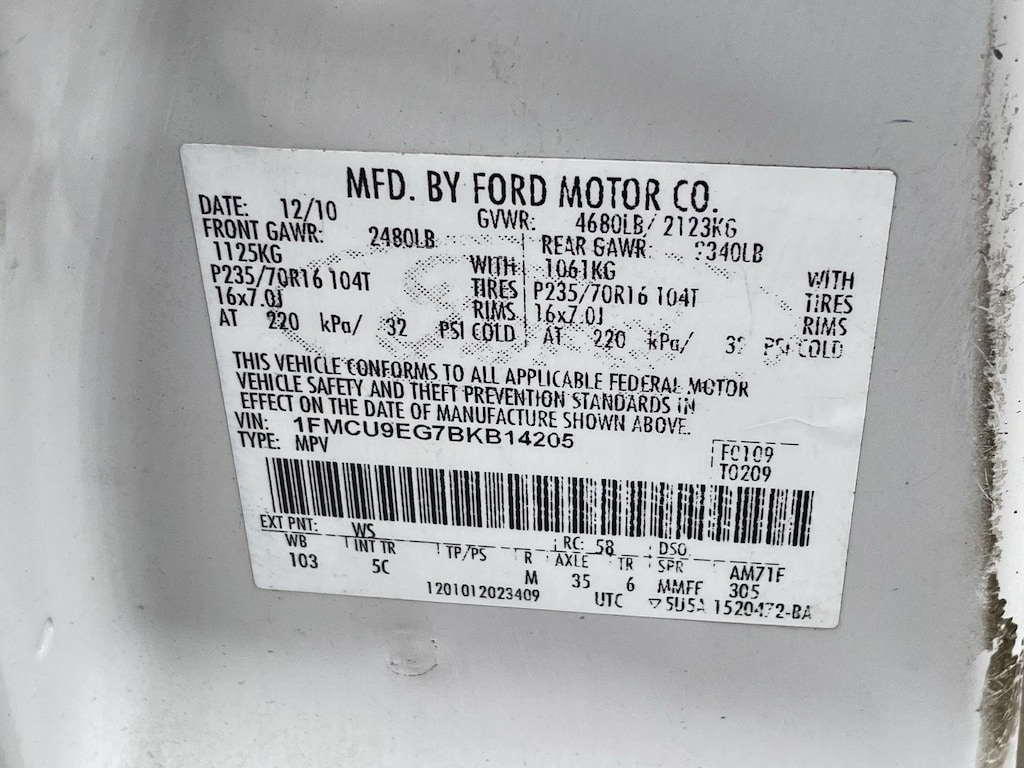 MFD. BY FORD MOTOR CO.
DATE: 12/10 GVWR: 4680LB/ 2123KG
FRONT GAWR: 2480LB REAR GAWR: 340LB
1125KG WITH 1061KG WITH
P235/70R16 104T TIRES P235/70R16 104T TIRES
16x7.0J RIMS 16x7.0J RIMS
AT 220 kPa/ 32 PSI COLD AT 220 kPa/ PSI COLD
THIS VEHICLE CONFORMS TO ALL APPLICABLE FEDERAL MOTOR
VEHICLE SAFETY AND THEFT PREVENTION STANDARDS IN
EFFECT ON THE DATE OF MANUFACTURE SHOWN ABOVE.
VIN: 1FMCU9EG7BKB14205
TYPE: MPV
FC109
T0209
EXT PNT: WS RC: 58 DSO
WB INT TR TP/PS R AXLE TR SPR AM71F
103 5C M 35 6 MMFF 305
1201012023409 UTC ▽5U5A 1520472-BA